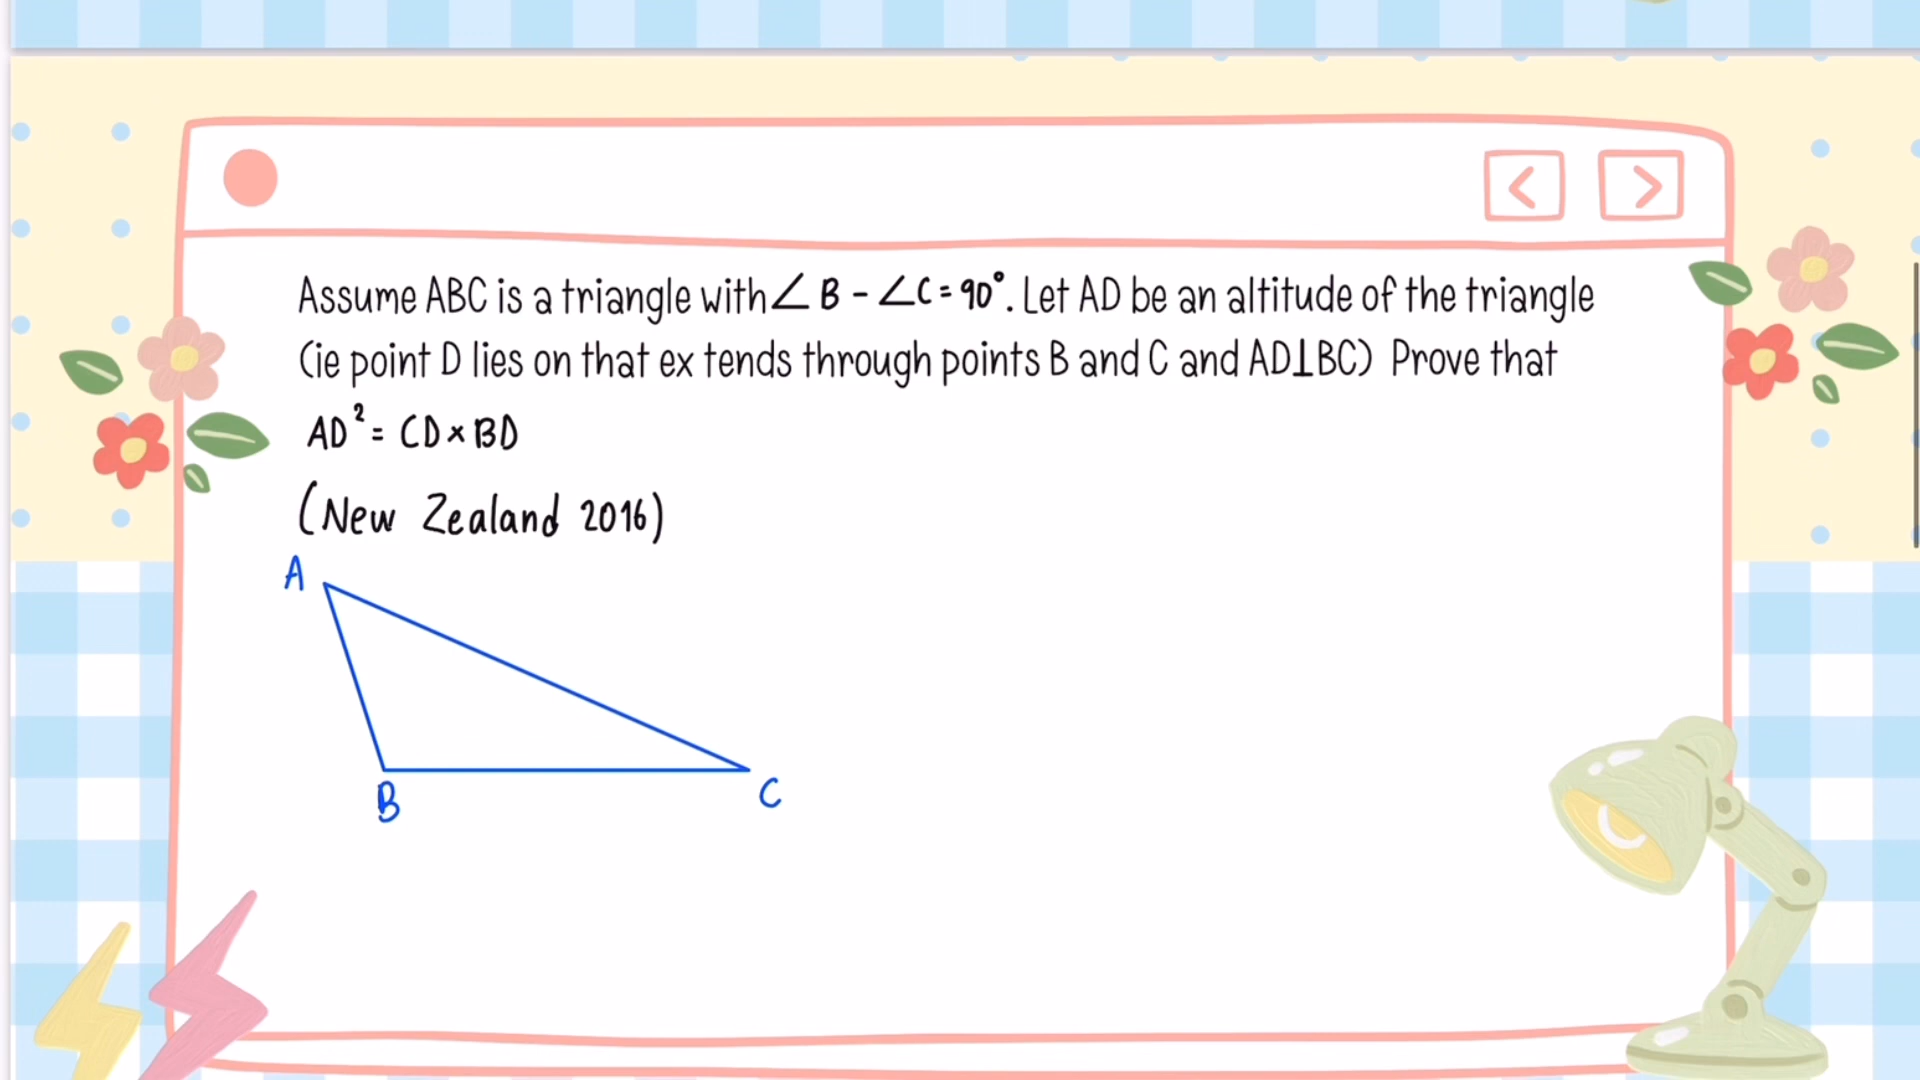 Assume ABC is a triangle with ∠B - ∠C = 90°. Let AD be an altitude of the triangle
(ie point D lies on that ex tends through points B and C and AD⊥BC) Prove that
AD² = CD × BD
(New Zealand 2016)
A
B
C